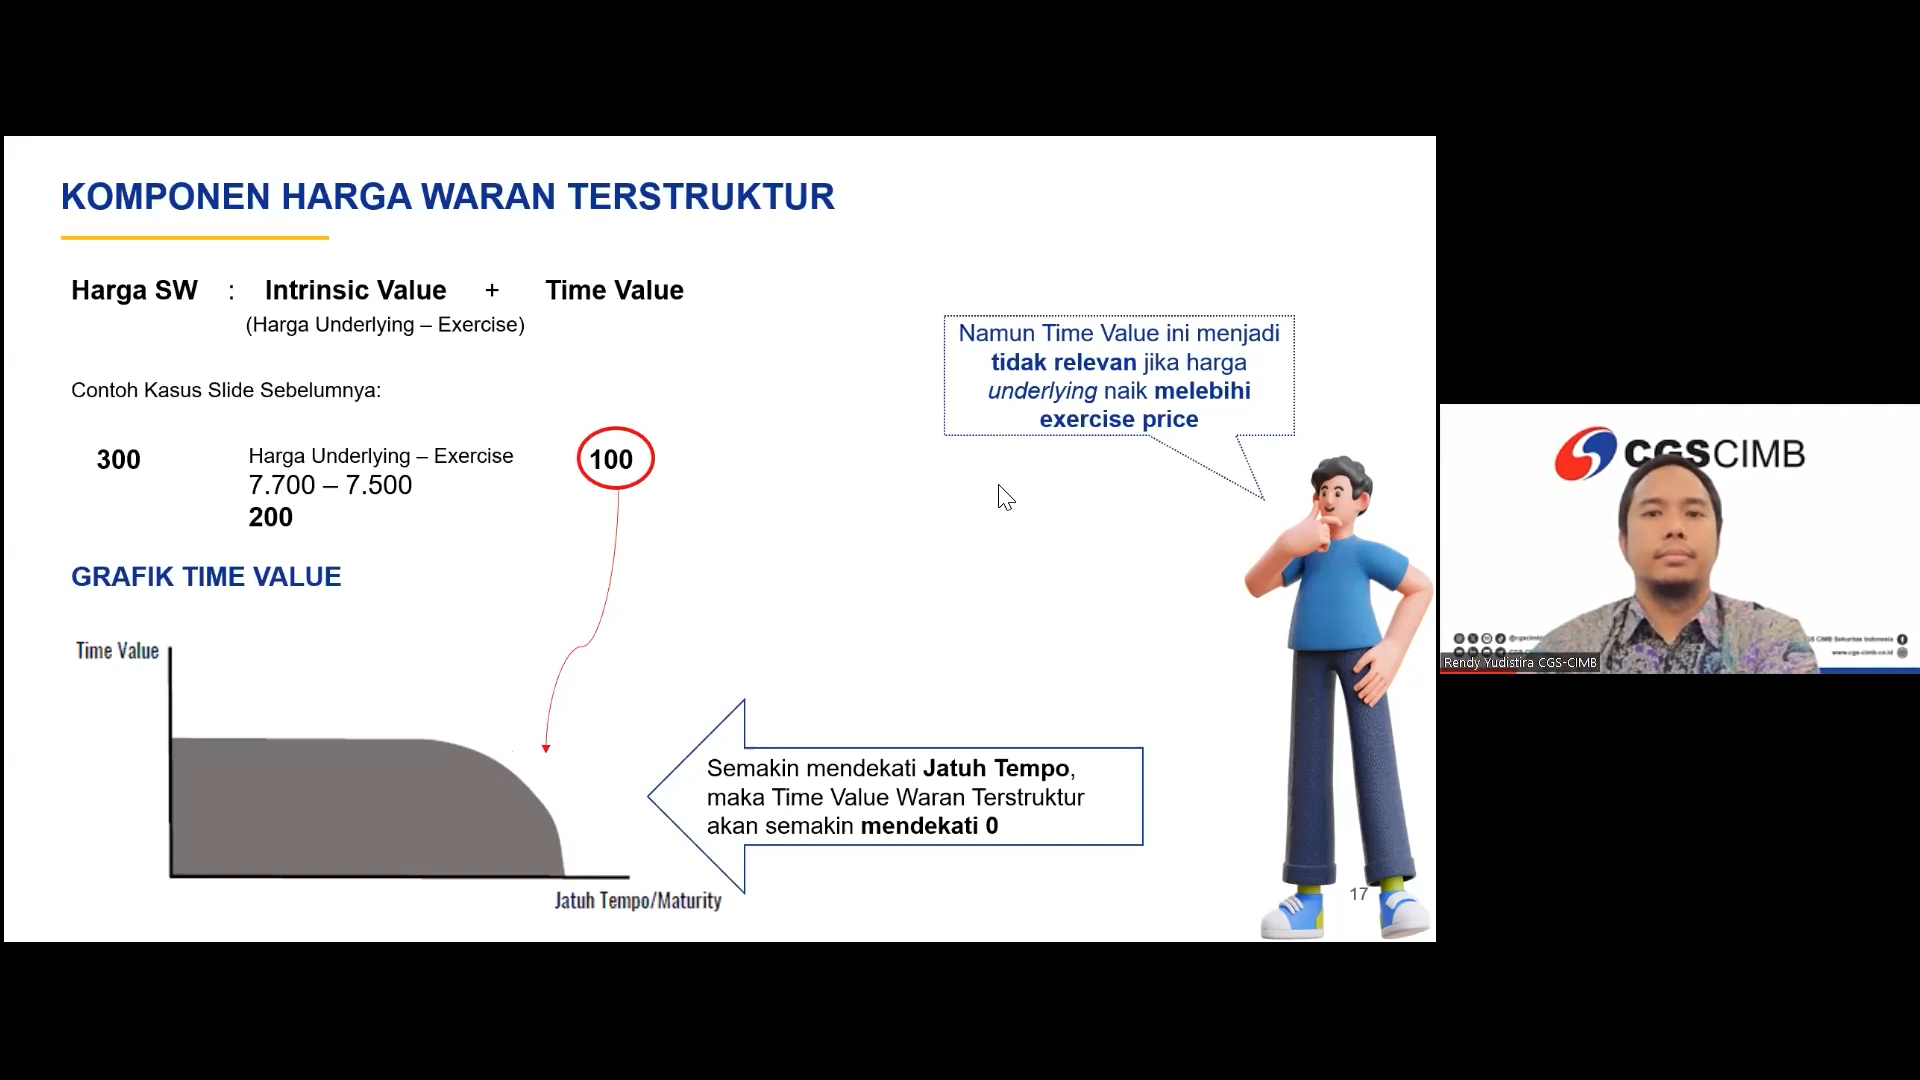 KOMPONEN HARGA WARAN TERSTRUKTUR
Harga SW : Intrinsic Value + Time Value
(Harga Underlying – Exercise)
Contoh Kasus Slide Sebelumnya:
300 Harga Underlying – Exercise 100
7.700 – 7.500
200
Namun Time Value ini menjadi
tidak relevan jika harga
underlying naik melebihi
exercise price
GRAFIK TIME VALUE
Time Value
Jatuh Tempo/Maturity
Semakin mendekati Jatuh Tempo,
maka Time Value Waran Terstruktur
akan semakin mendekati 0
17
CGS CIMB
CGS CIMB Sekuritas Indonesia
www.cgs-cimb.co.id
Rendy Yudistira CGS-CIMB